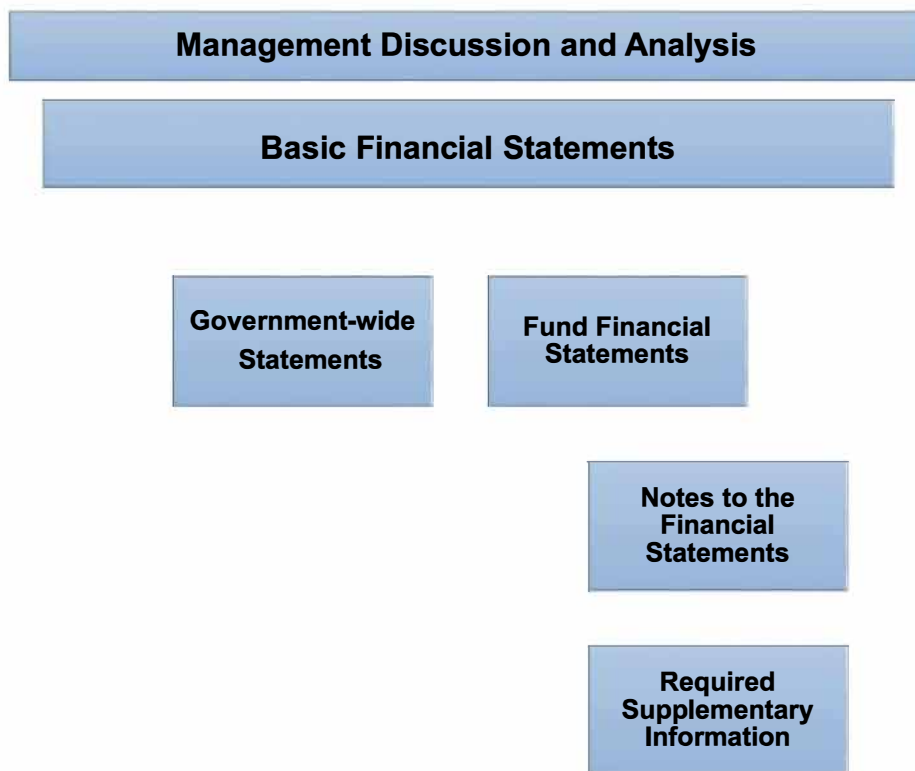 Management Discussion and Analysis
Basic Financial Statements
Government-wide
Statements
Fund Financial
Statements
Notes to the
Financial
Statements
Required
Supplementary
Information